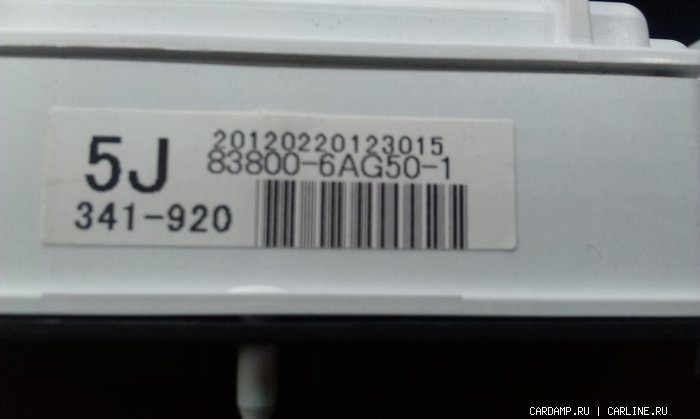 5J
20120220123015
83800-6AG50-1
341-920
CARDAMP.RU | CARLINE.RU